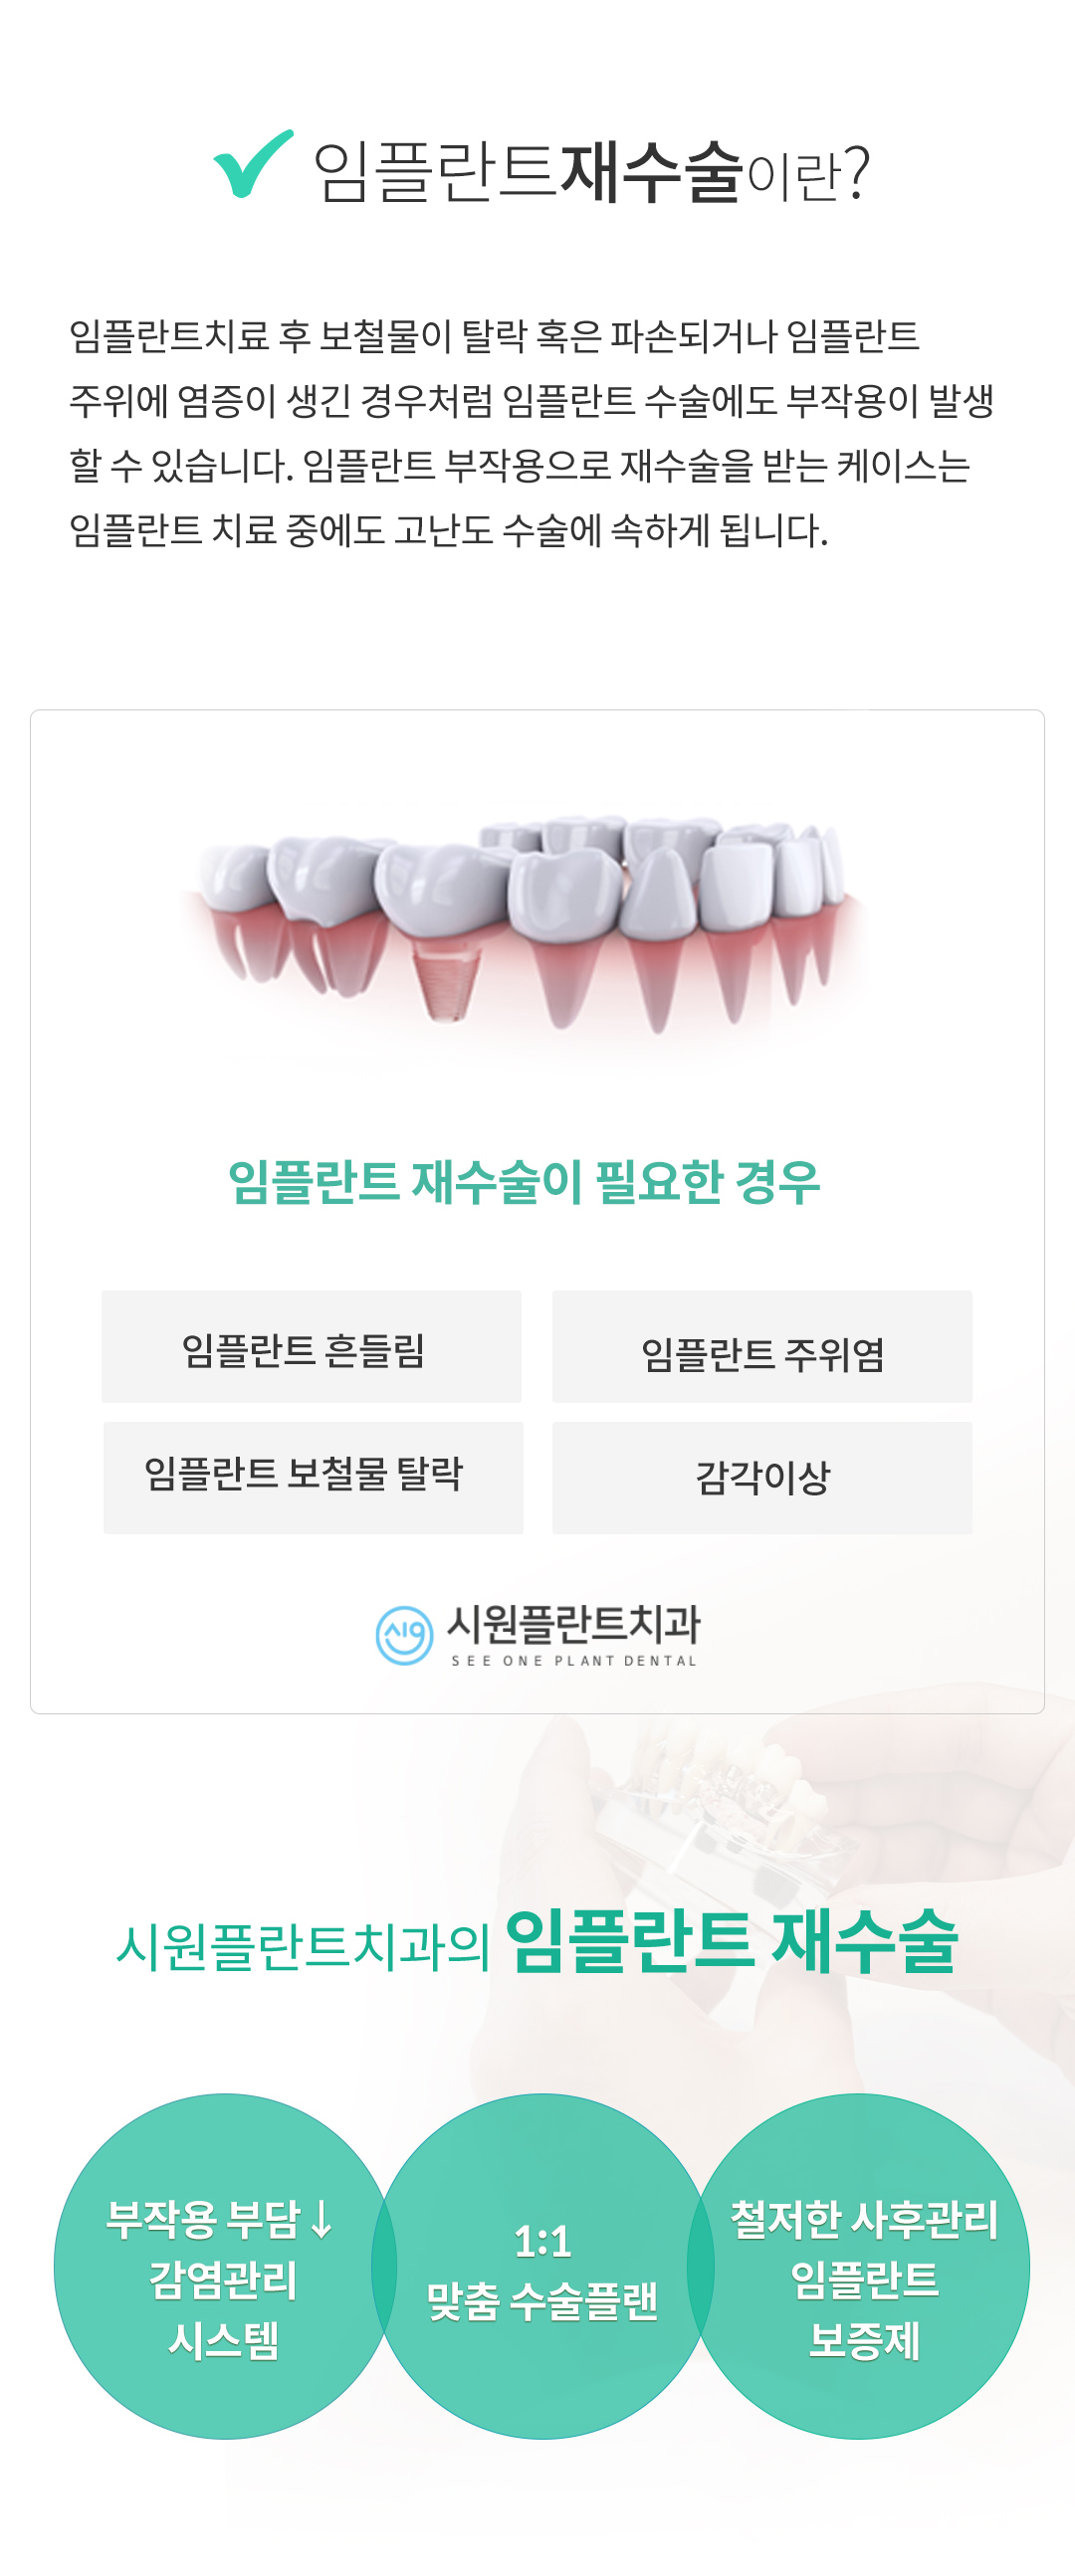 임플란트재수술이란?
임플란트치료 후 보철물이 탈락 혹은 파손되거나 임플란트
주위에 염증이 생긴 경우처럼 임플란트 수술에도 부작용이 발생
할 수 있습니다. 임플란트 부작용으로 재수술을 받는 케이스는
임플란트 치료 중에도 고난도 수술에 속하게 됩니다.
임플란트 재수술이 필요한 경우
임플란트 흔들림
임플란트 주위염
임플란트 보철물 탈락
감각이상
시원플란트치과
SEE ONE PLANT DENTAL
시원플란트치과의 임플란트 재수술
부작용 부담↓
감염관리
시스템
1:1
맞춤 수술플랜
철저한 사후관리
임플란트
보증제